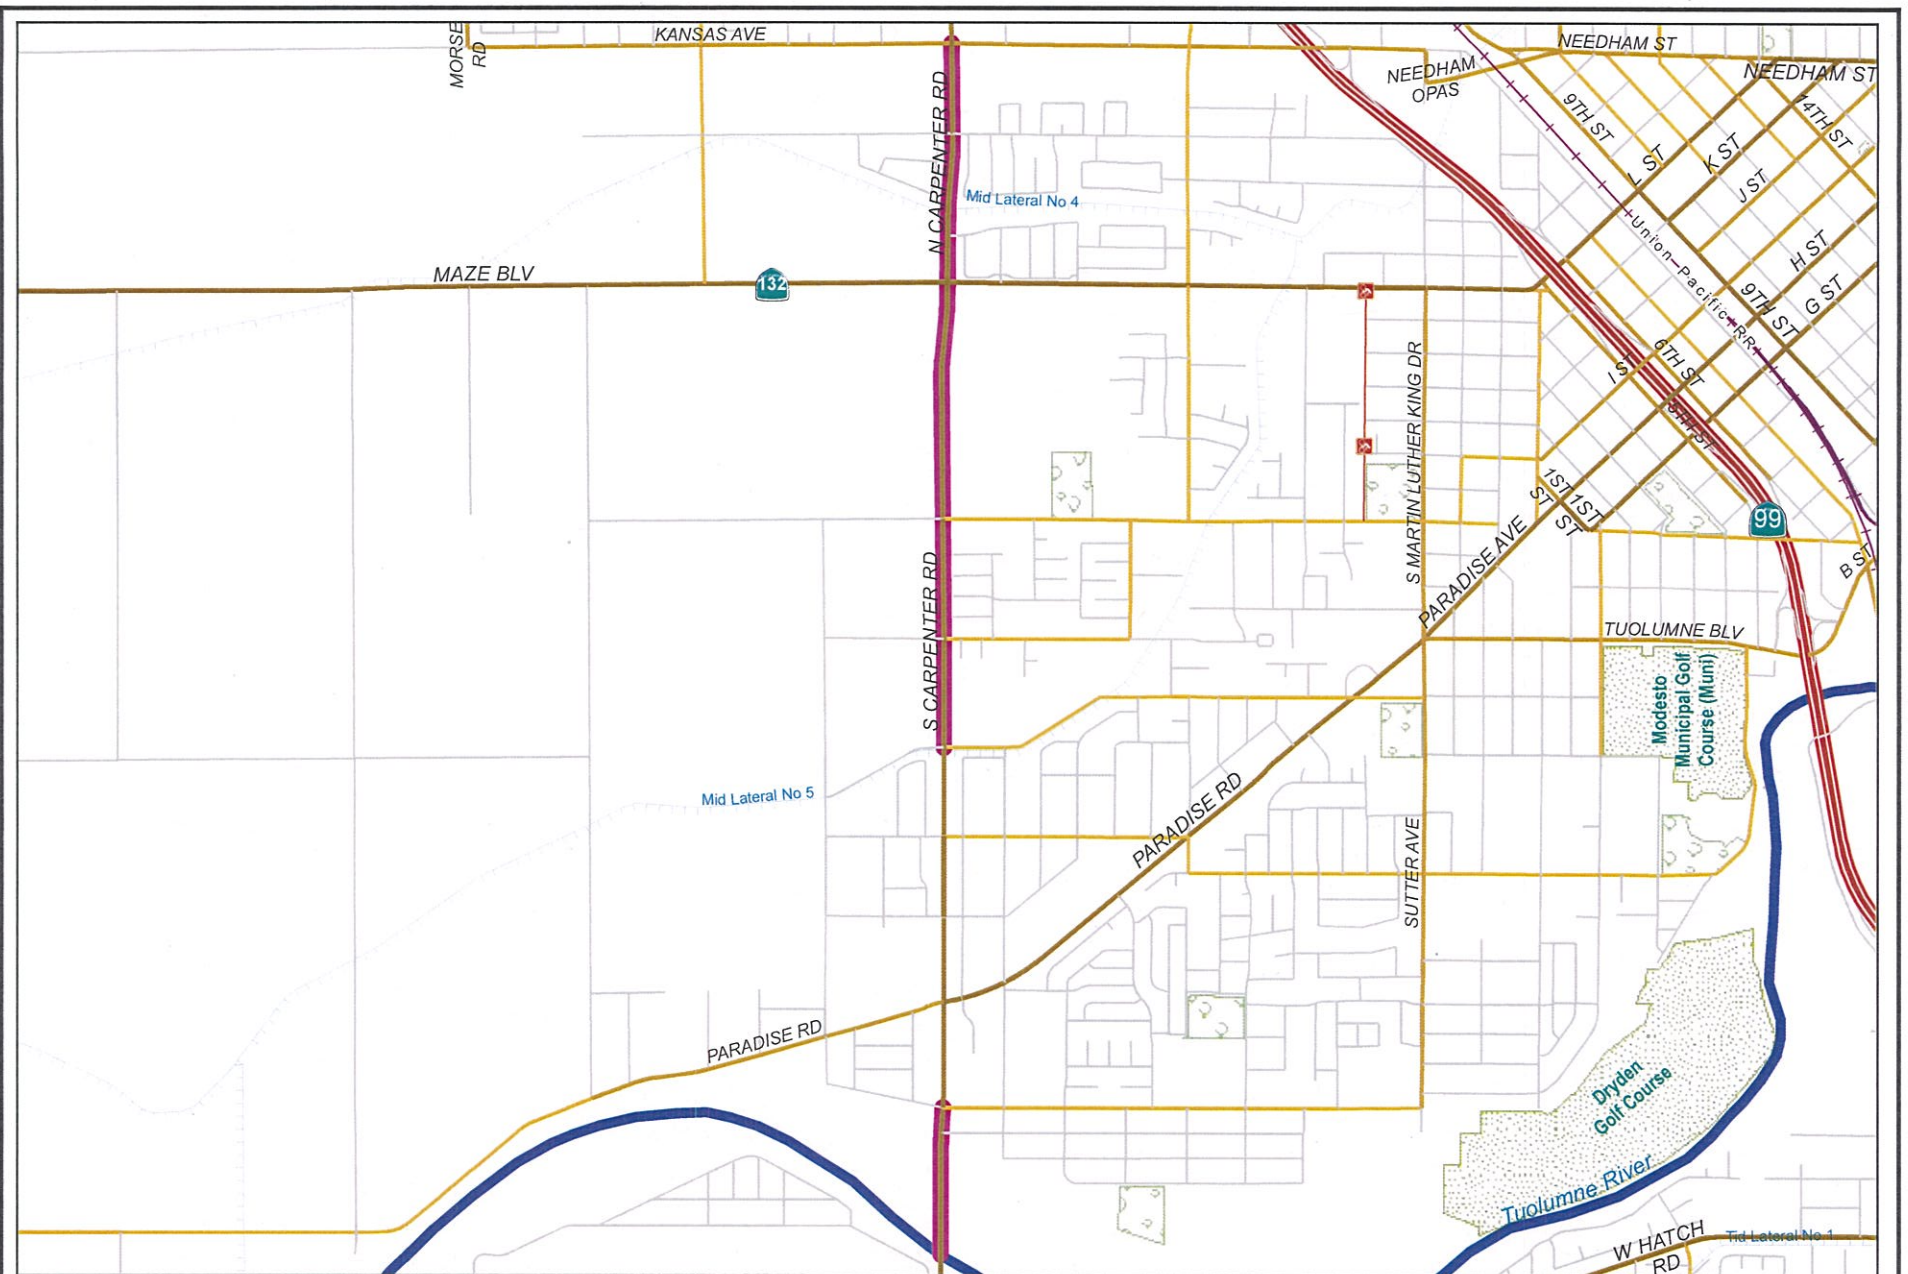 MORSE
RD
KANSAS AVE
NEEDHAM ST
NEEDHAM
OPAS
NEEDHAM ST
N CARPENTER RD
9TH ST
14TH ST
L ST
K ST
J ST
Mid Lateral No 4
Union Pacific RR
H ST
G ST
9TH ST
MAZE BLV
132
6TH ST
I ST
5TH ST
S MARTIN LUTHER KING DR
1ST
ST
1ST
ST
99
B ST
S CARPENTER RD
PARADISE AVE
TUOLUMNE BLV
Modesto
Municipal Golf
Course (Muni)
Mid Lateral No 5
PARADISE RD
SUTTER AVE
PARADISE RD
Dryden
Golf Course
Tuolumne River
W HATCH
RD
Tid Lateral No 1